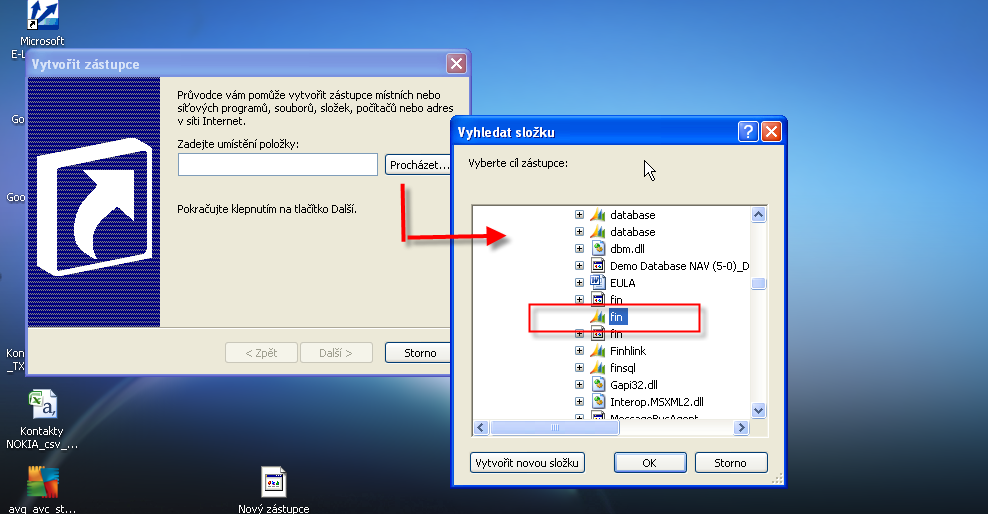 Microsoft
E-L
Go
Goo
Kon
_TX
Kontakty
NOKIA_csv_...
avg_avc_st...
Nový zástupce
Vytvořit zástupce
Průvodce vám pomůže vytvořit zástupce místních nebo
síťových programů, souborů, složek, počítačů nebo adres
v síti Internet.
Zadejte umístění položky:
Procházet...
Pokračujte klepnutím na tlačítko Další.
< Zpět
Další >
Storno
Vyhledat složku
Vyberte cíl zástupce:
database
database
dbm.dll
Demo Database NAV (5-0)_D
EULA
fin
fin
fin
Finhlink
finsql
Gapi32.dll
Interop.MSXML2.dll
MessageBusAgent
Vytvořit novou složku
OK
Storno